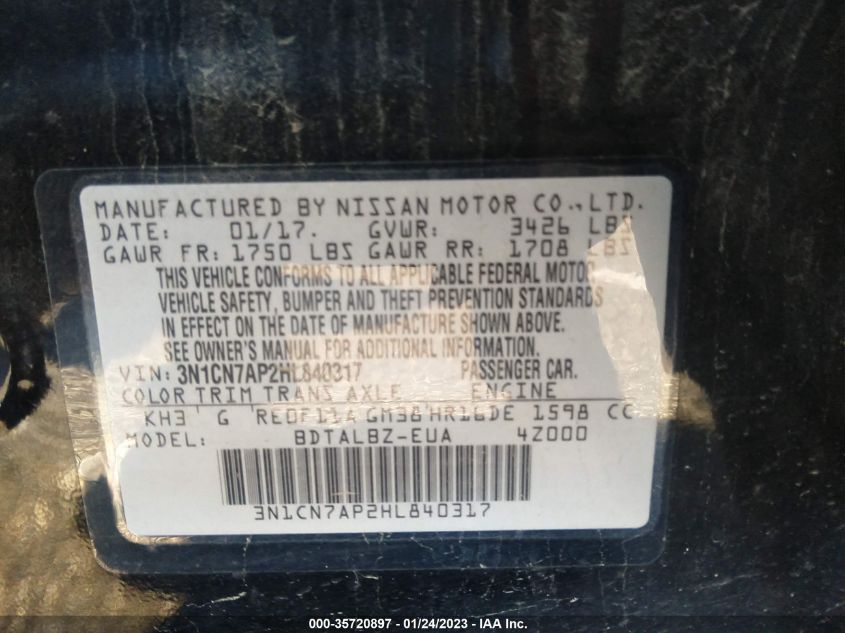 MANUFACTURED BY NISSAN MOTOR CO., LTD.
DATE: 01/17. GVWR: 3426 LBS
GAWR FR: 1750 LBS GAWR RR: 1708 LBS
THIS VEHICLE CONFORMS TO ALL APPLICABLE FEDERAL MOTOR
VEHICLE SAFETY, BUMPER AND THEFT PREVENTION STANDARDS
IN EFFECT ON THE DATE OF MANUFACTURE SHOWN ABOVE.
SEE OWNER'S MANUAL FOR ADDITIONAL INFORMATION.
VIN: 3N1CN7AP2HL840317 PASSENGER CAR.
COLOR TRIM TRANS AXLE ENGINE
KH3 G RE0F11A GM38 HR16DE 1598 CC
MODEL: BDTALBZ-EUA 4Z000
3N1CN7AP2HL840317
000-35720897 - 01/24/2023 - IAA Inc.